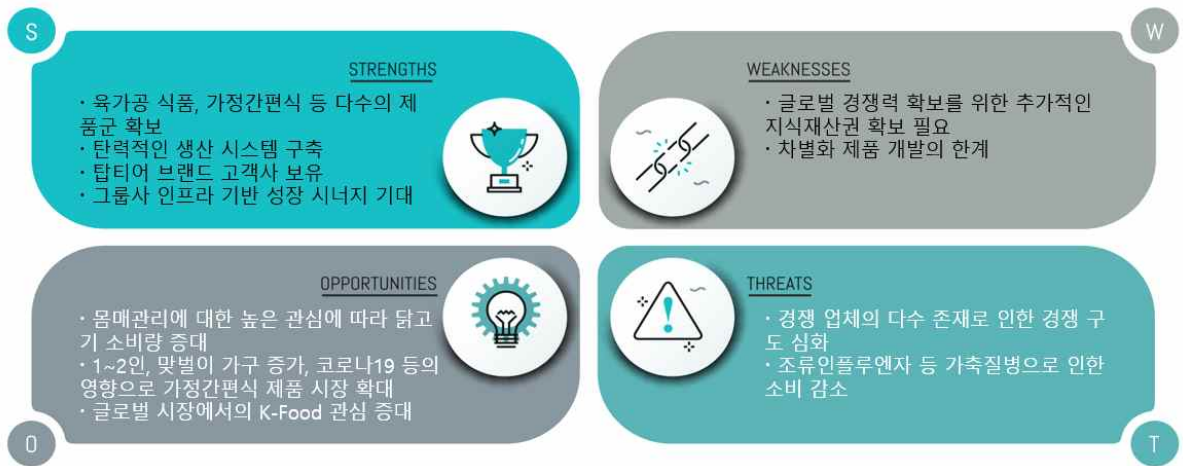 S
STRENGTHS
· 육가공 식품, 가정간편식 등 다수의 제
품군 확보
· 탄력적인 생산 시스템 구축
· 탑티어 브랜드 고객사 보유
· 그룹사 인프라 기반 성장 시너지 기대
W
WEAKNESSES
· 글로벌 경쟁력 확보를 위한 추가적인
지식재산권 확보 필요
· 차별화 제품 개발의 한계
OPPORTUNITIES
· 몸매관리에 대한 높은 관심에 따라 닭고
기 소비량 증대
· 1~2인, 맞벌이 가구 증가, 코로나19 등의
영향으로 가정간편식 제품 시장 확대
· 글로벌 시장에서의 K-Food 관심 증대
O
THREATS
· 경쟁 업체의 다수 존재로 인한 경쟁 구
도 심화
· 조류인플루엔자 등 가축질병으로 인한
소비 감소
T